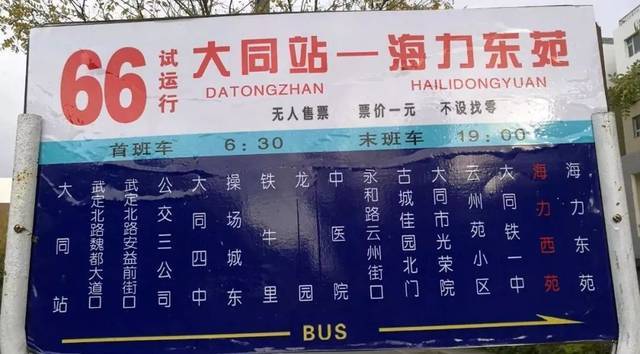 66
试运行
大同站—海力东苑
DATONGZHAN HAILIDONGYUAN
无人售票 票价一元 不设找零
首班车 6:30 末班车 19:00
大同站
武定北路魏都大道口
武定北路安益前街口
公交三公司
大同四中
操场城东
铁牛里
龙园
中医院
永和路云州街口
古城佳园北门
大同市光荣院
云州苑小区
大同铁一中
海力西苑
海力东苑
BUS